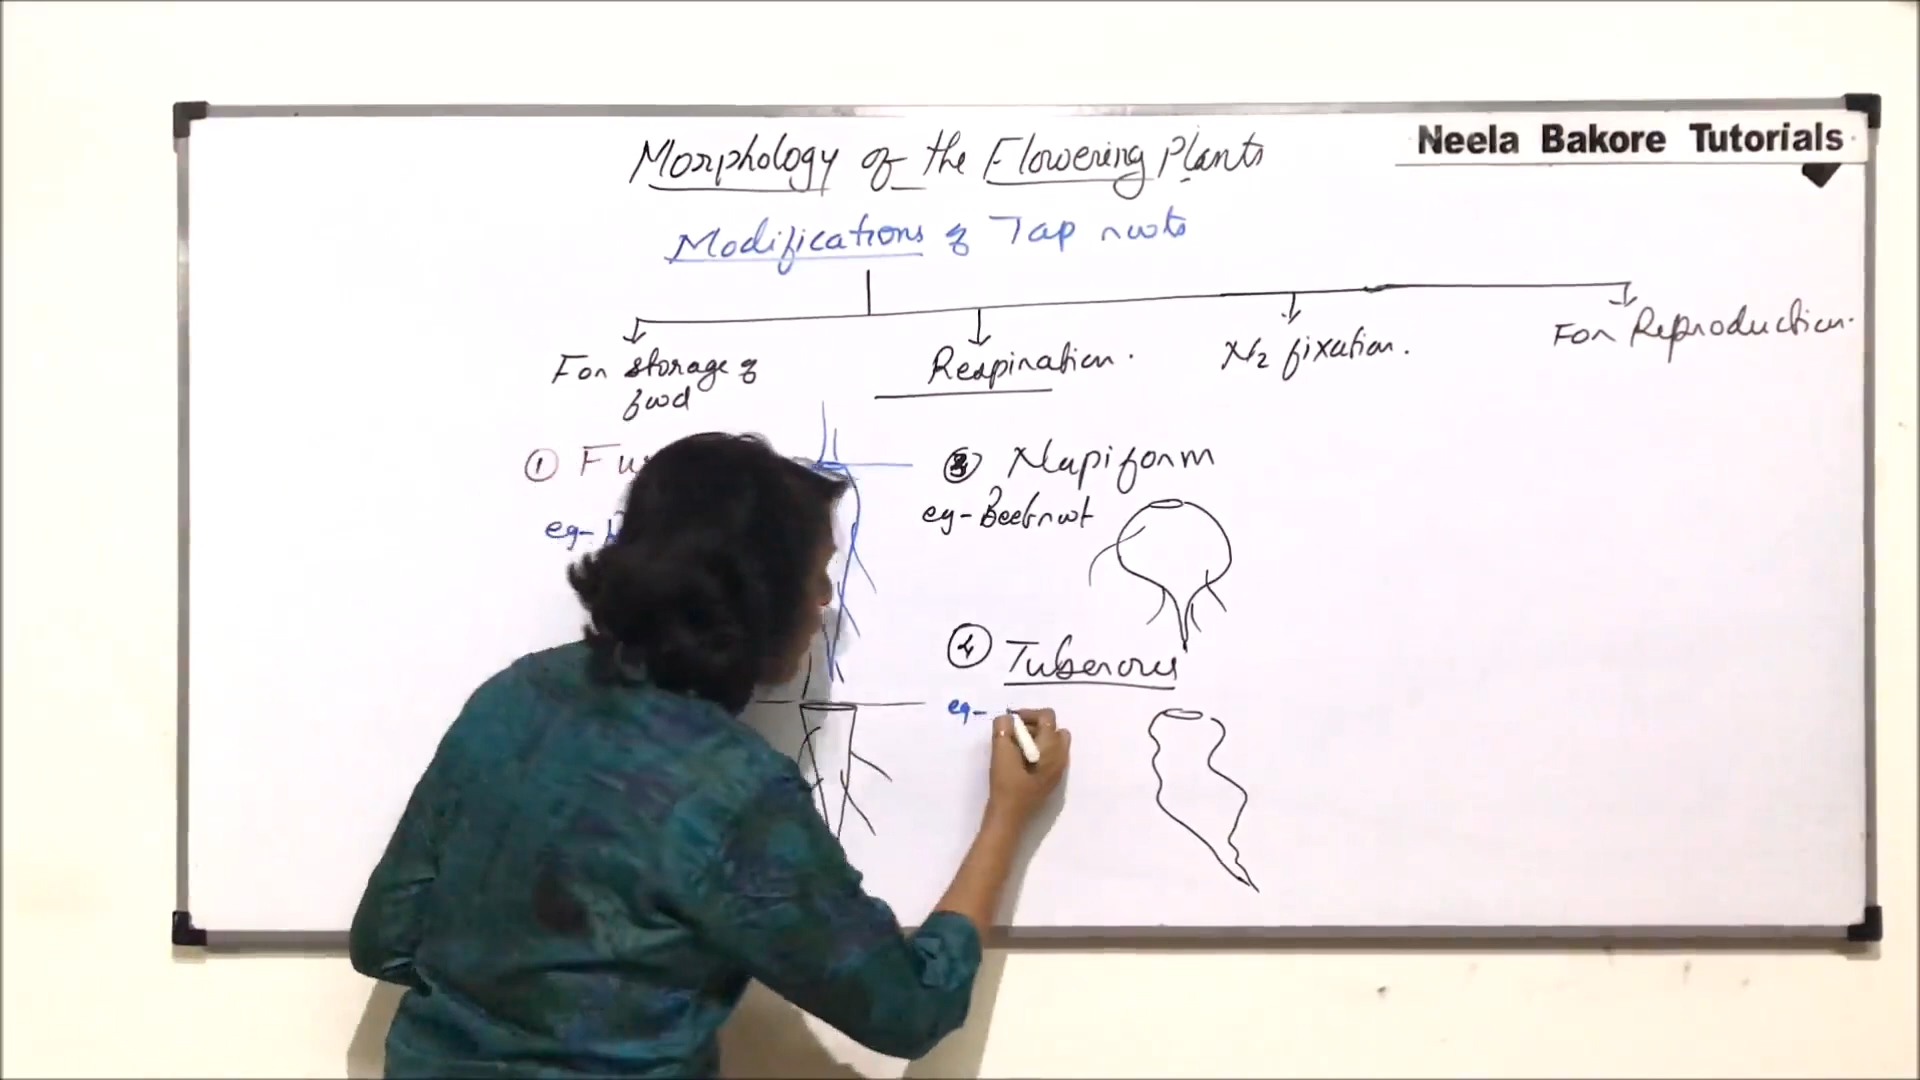 Neela Bakore Tutorials
Morphology of the Flowering Plants
Modifications of Tap roots
For storage of
food
Respiration.
N2 fixation.
For Reproduction.
① Fu
eg-
③ Napiform
eg- Beetroot
④ Tuberous
eg-